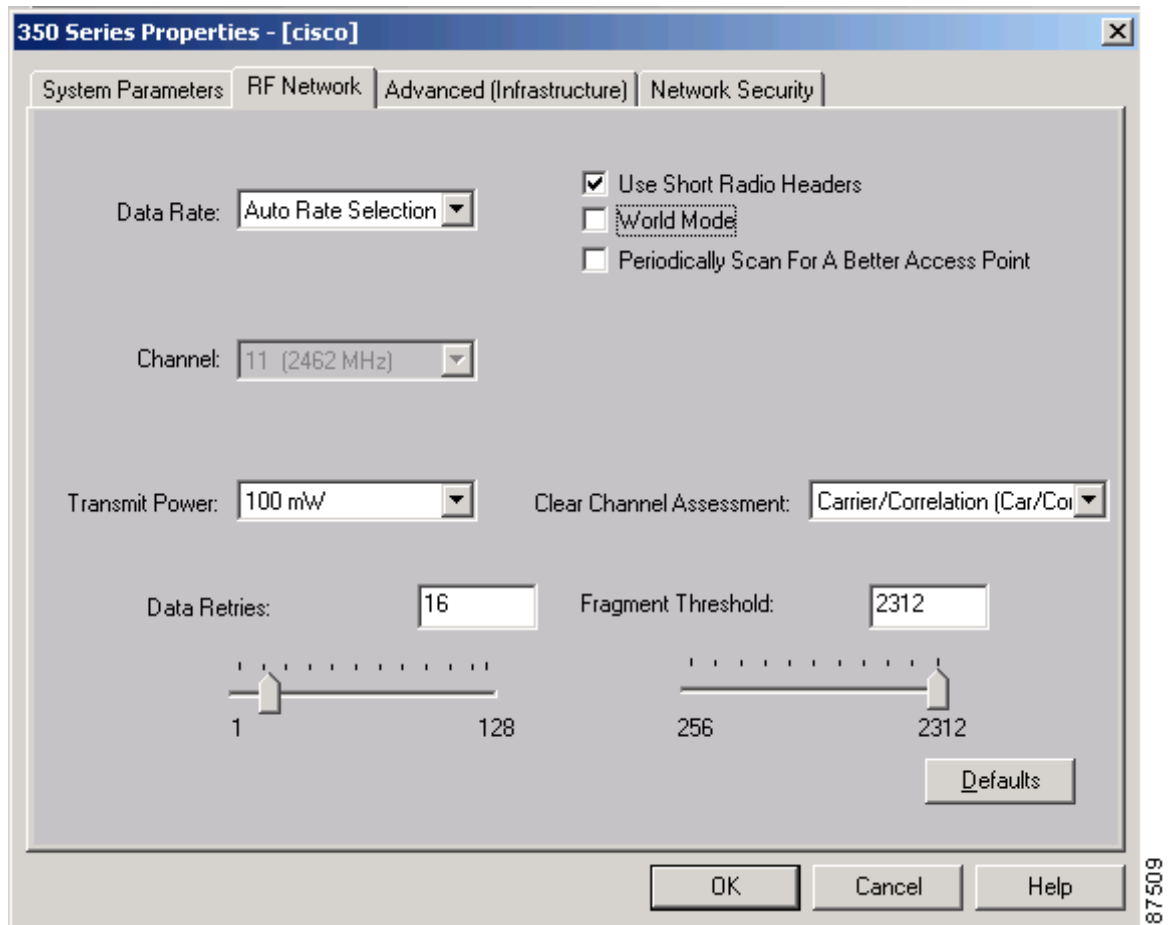 350 Series Properties - [cisco]
System Parameters
RF Network
Advanced (Infrastructure)
Network Security
Data Rate:
Auto Rate Selection
Use Short Radio Headers
World Mode
Periodically Scan For A Better Access Point
Channel:
11 (2462 MHz)
Transmit Power:
100 mW
Clear Channel Assessment:
Carrier/Correlation (Car/Cor
Data Retries:
16
Fragment Threshold:
2312
1
128
256
2312
Defaults
OK
Cancel
Help
87509